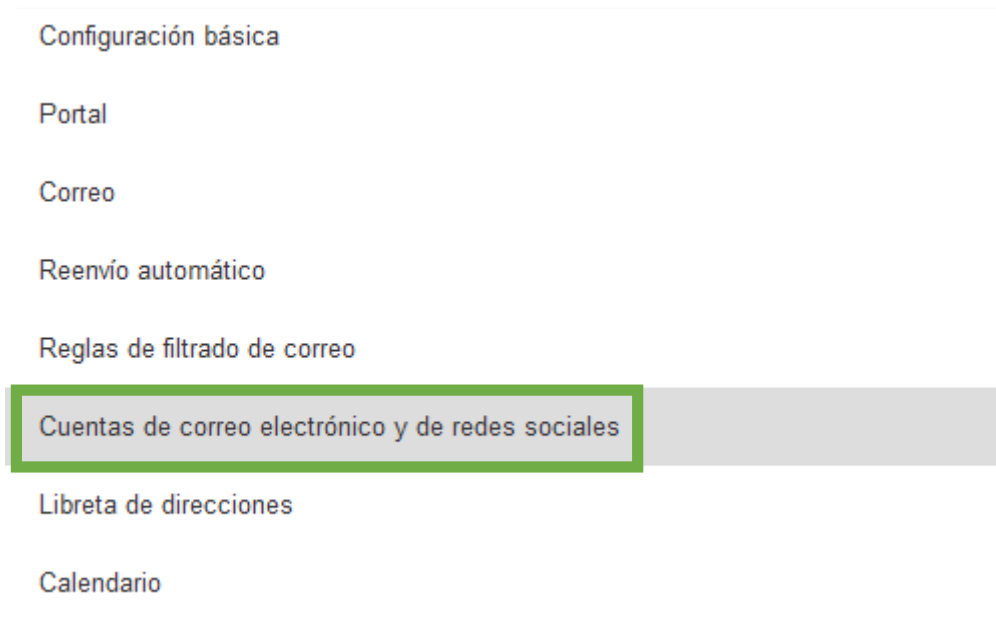 Configuración básica
Portal
Correo
Reenvío automático
Reglas de filtrado de correo
Cuentas de correo electrónico y de redes sociales
Libreta de direcciones
Calendario